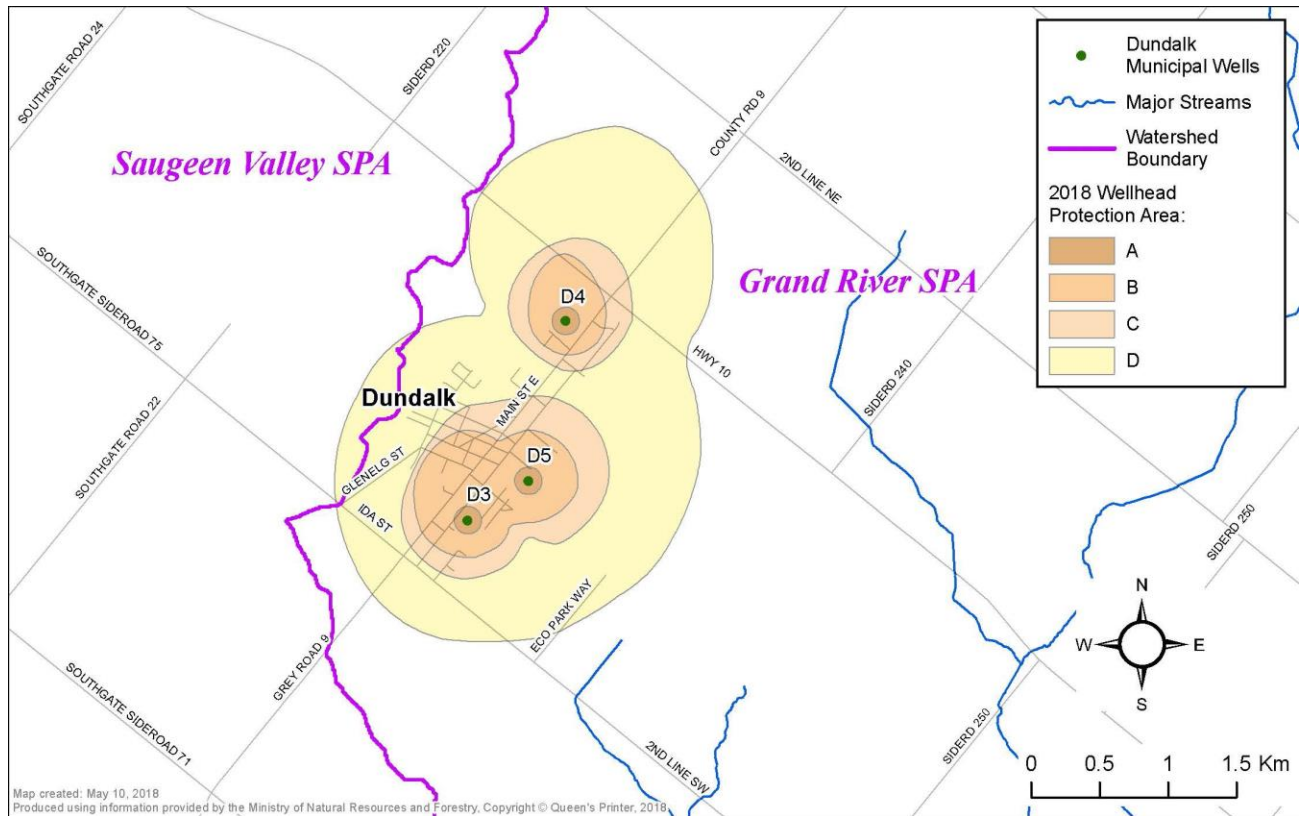 SOUTHGATE ROAD 24
SIDERD 220
COUNTY RD 9
2ND LINE NE
Saugeen Valley SPA
Grand River SPA
SOUTHGATE SIDEROAD 75
SOUTHGATE ROAD 22
D4
HWY 10
SIDERD 240
MAIN ST E
Dundalk
GLENELG ST
D5
D3
IDA ST
SIDERD 250
ECO PARK WAY
GREY ROAD 9
SOUTHGATE SIDEROAD 71
2ND LINE SW
SIDERD 250
Dundalk
Municipal Wells
Major Streams
Watershed
Boundary
2018 Wellhead
Protection Area:
A
B
C
D
N
W
E
S
0 0.5 1 1.5 Km
Map created: May 10, 2018
Produced using information provided by the Ministry of Natural Resources and Forestry, Copyright © Queen's Printer, 2018